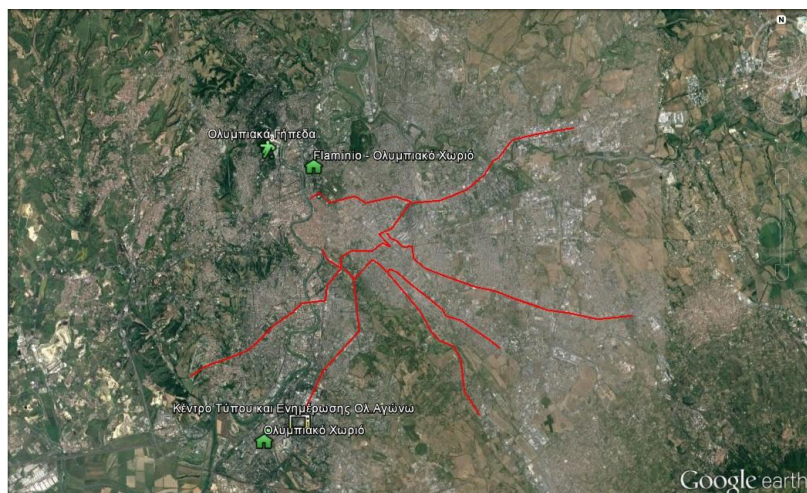 N
Ολυμπιακά Γήπεδα
Flaminio - Ολυμπιακό Χωριό
Κέντρο Τύπου και Ενημέρωσης Ολ Αγώνω
Ολυμπιακό Χωριό
Google earth